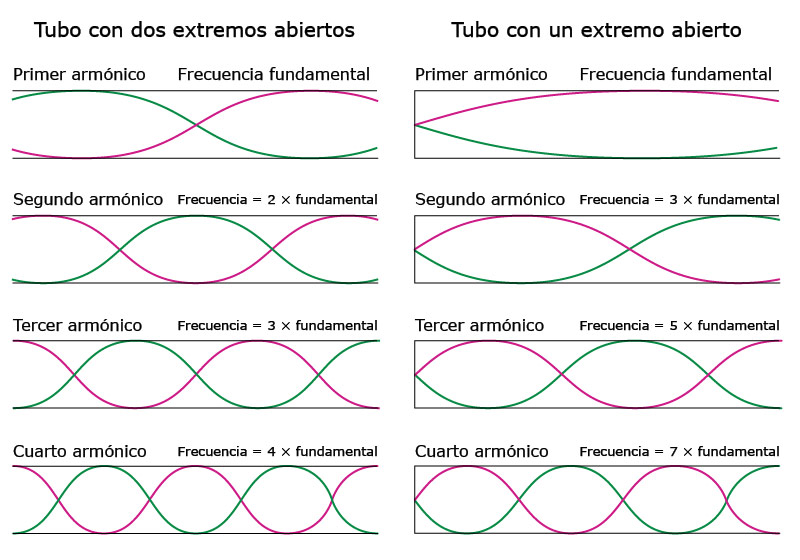 Tubo con dos extremos abiertos
Primer armónico Frecuencia fundamental
Segundo armónico Frecuencia = 2 × fundamental
Tercer armónico Frecuencia = 3 × fundamental
Cuarto armónico Frecuencia = 4 × fundamental
Tubo con un extremo abierto
Primer armónico Frecuencia fundamental
Segundo armónico Frecuencia = 3 × fundamental
Tercer armónico Frecuencia = 5 × fundamental
Cuarto armónico Frecuencia = 7 × fundamental